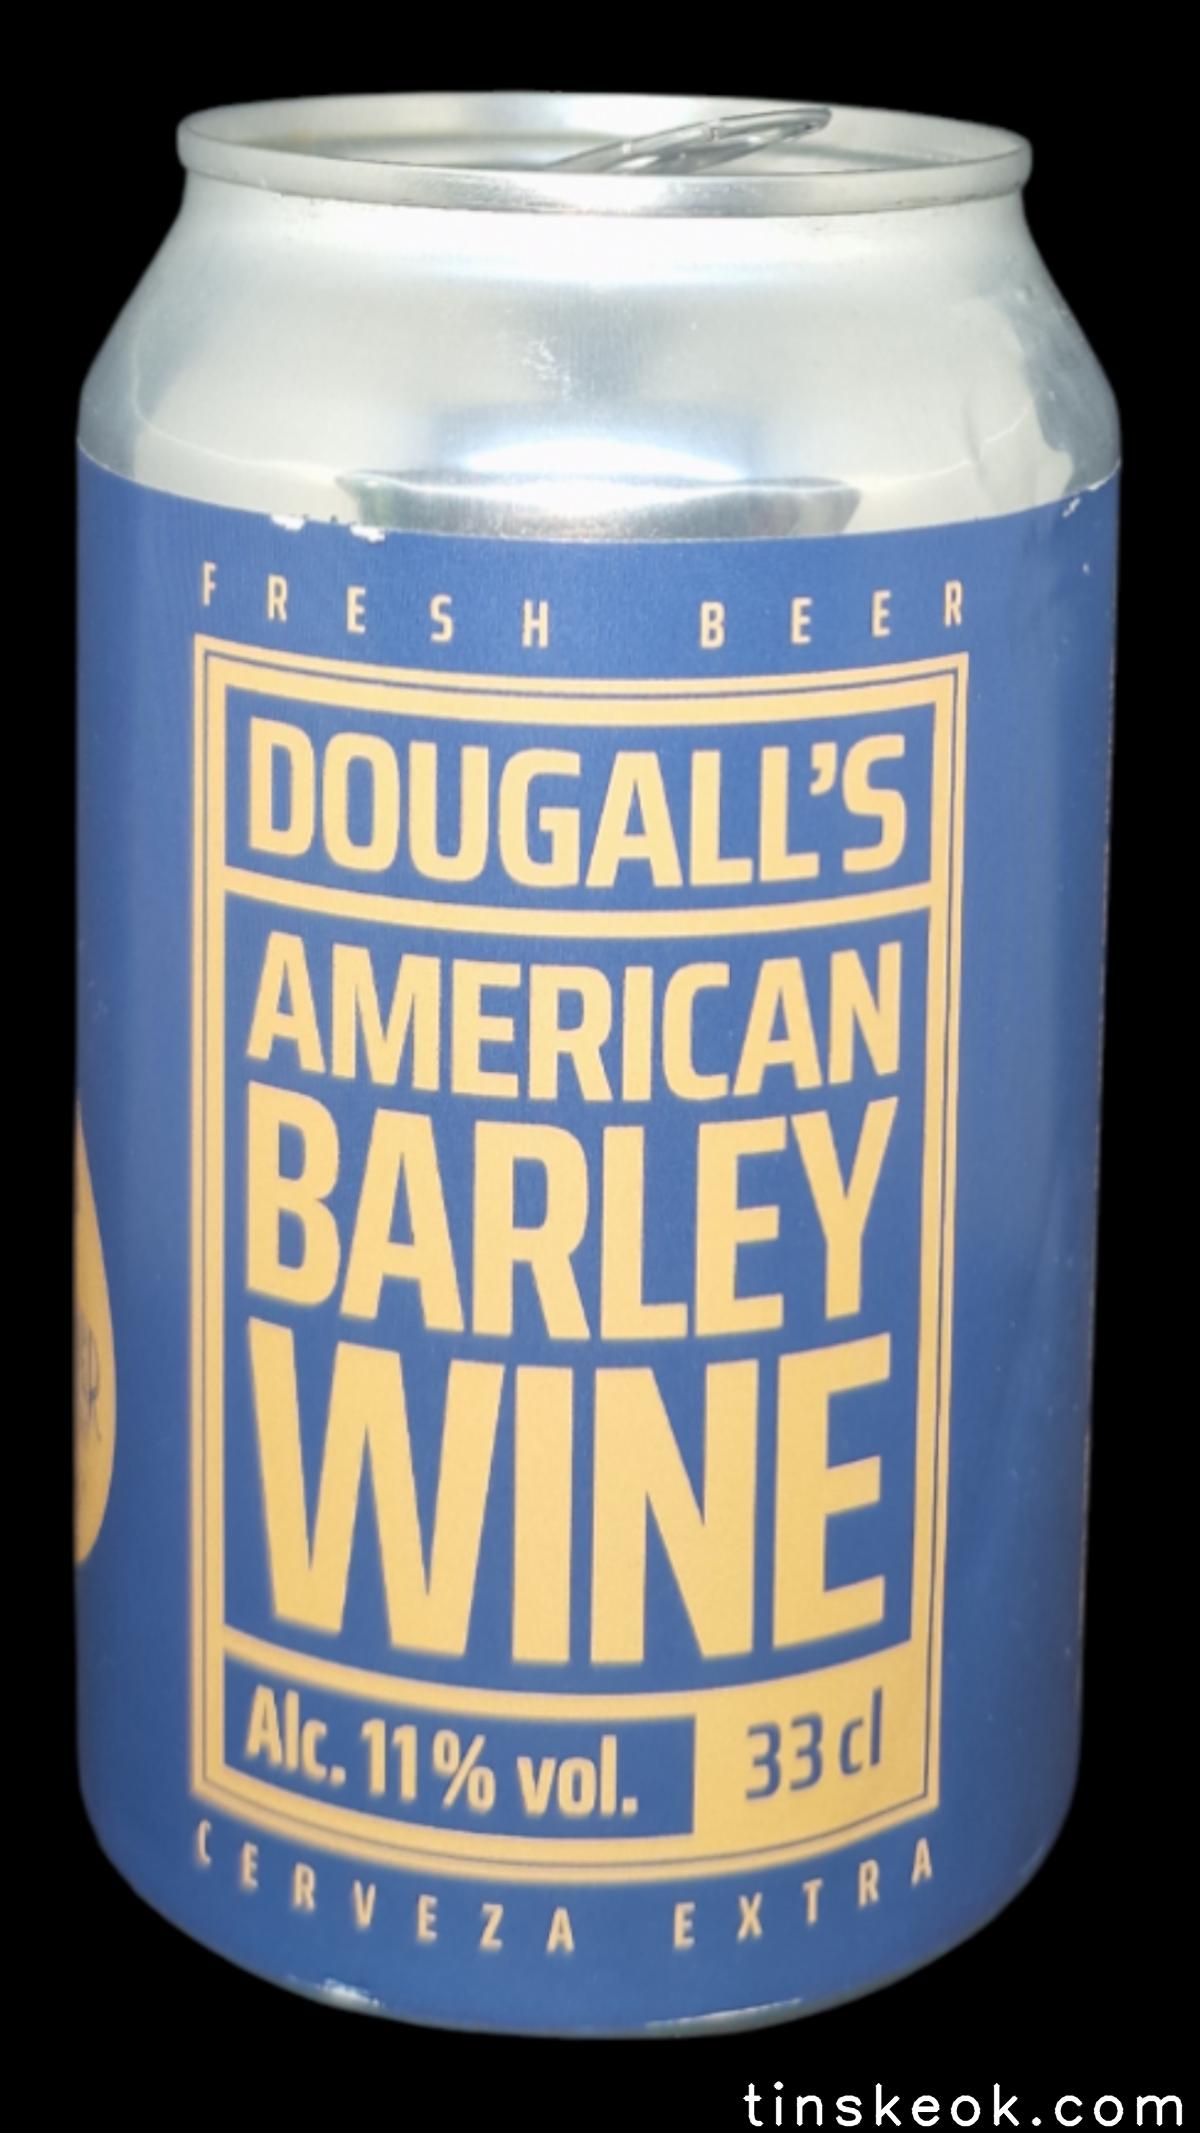 FRESH BEER
DOUGALL'S
AMERICAN
BARLEY
WINE
Alc. 11% vol.
33 cl
CERVEZA EXTRA
tinskeok.com